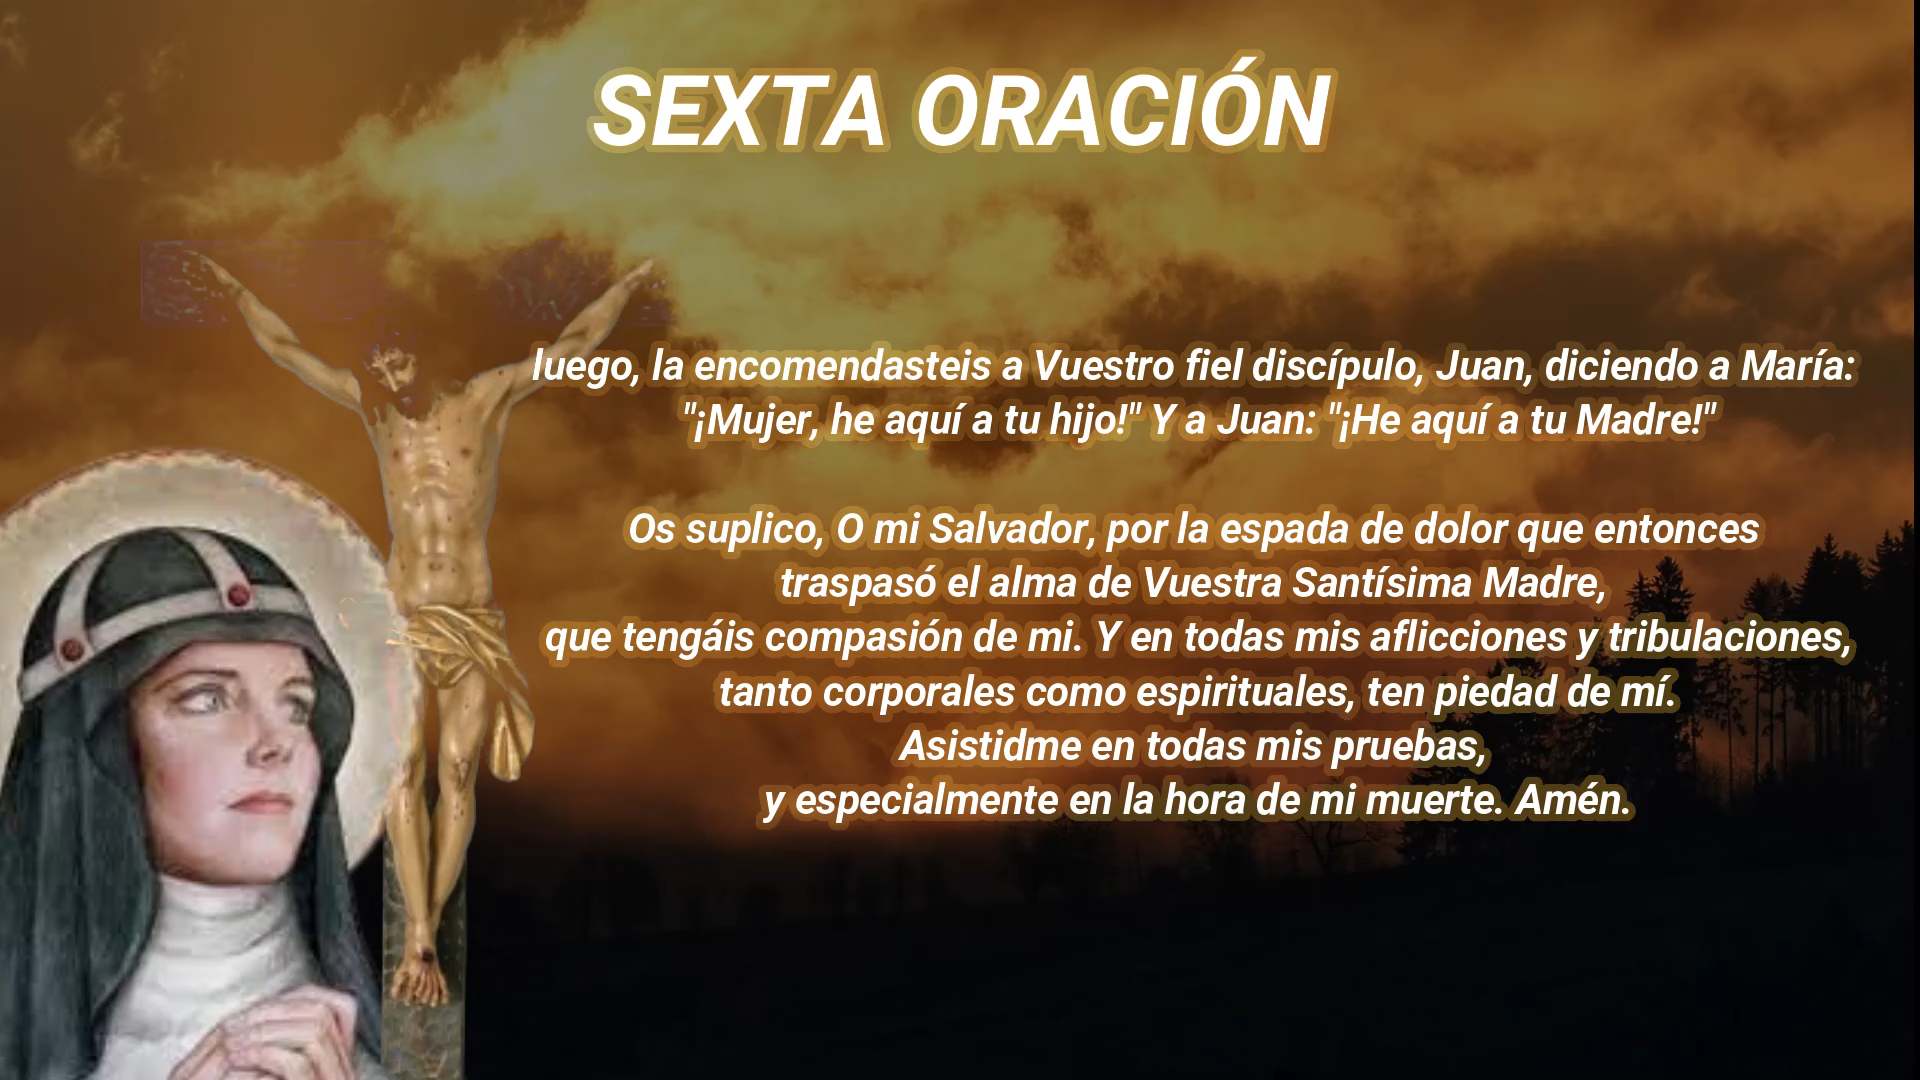 SEXTA ORACIÓN
luego, la encomendasteis a Vuestro fiel discípulo, Juan, diciendo a María:
"¡Mujer, he aquí a tu hijo!" Y a Juan: "¡He aquí a tu Madre!"
Os suplico, O mi Salvador, por la espada de dolor que entonces
traspasó el alma de Vuestra Santísima Madre,
que tengáis compasión de mi. Y en todas mis aflicciones y tribulaciones,
tanto corporales como espirituales, ten piedad de mí.
Asistidme en todas mis pruebas,
y especialmente en la hora de mi muerte. Amén.